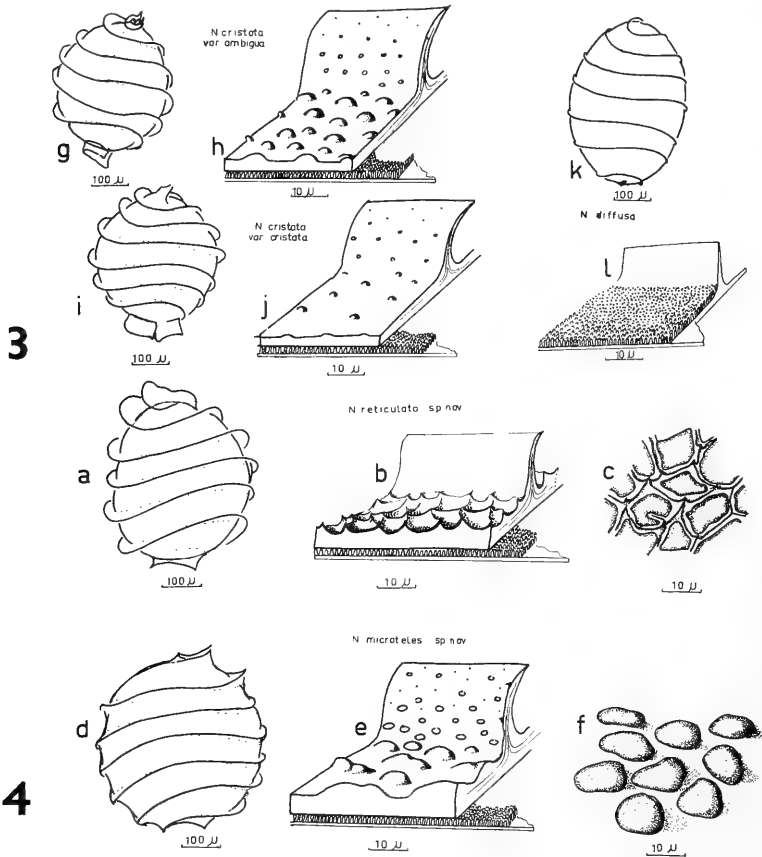 N cristata
var ambigua
g
h
k
100 µ
10 µ
100 µ
N cristata
var cristata
N diffusa
i
j
l
3
100 µ
10 µ
10 µ
N reticulato sp nov
a
b
c
100 µ
10 µ
10 µ
N microteles sp nov
d
e
f
4
100 µ
10 µ
10 µ